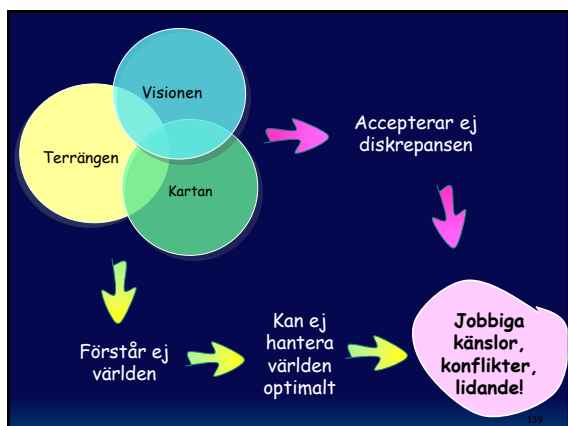 Visionen
Terrängen
Kartan
Accepterar ej
diskrepansen
Förstår ej
världen
Kan ej
hantera
världen
optimalt
Jobbiga
känslor,
konflikter,
lidande!
139